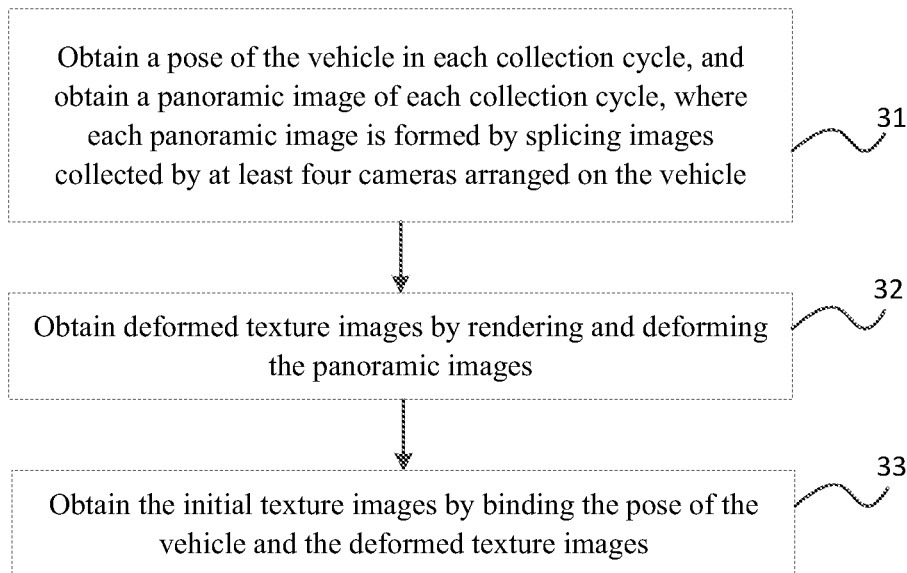 Obtain a pose of the vehicle in each collection cycle, and
obtain a panoramic image of each collection cycle, where
each panoramic image is formed by splicing images
collected by at least four cameras arranged on the vehicle
31
Obtain deformed texture images by rendering and deforming
the panoramic images
32
Obtain the initial texture images by binding the pose of the
vehicle and the deformed texture images
33